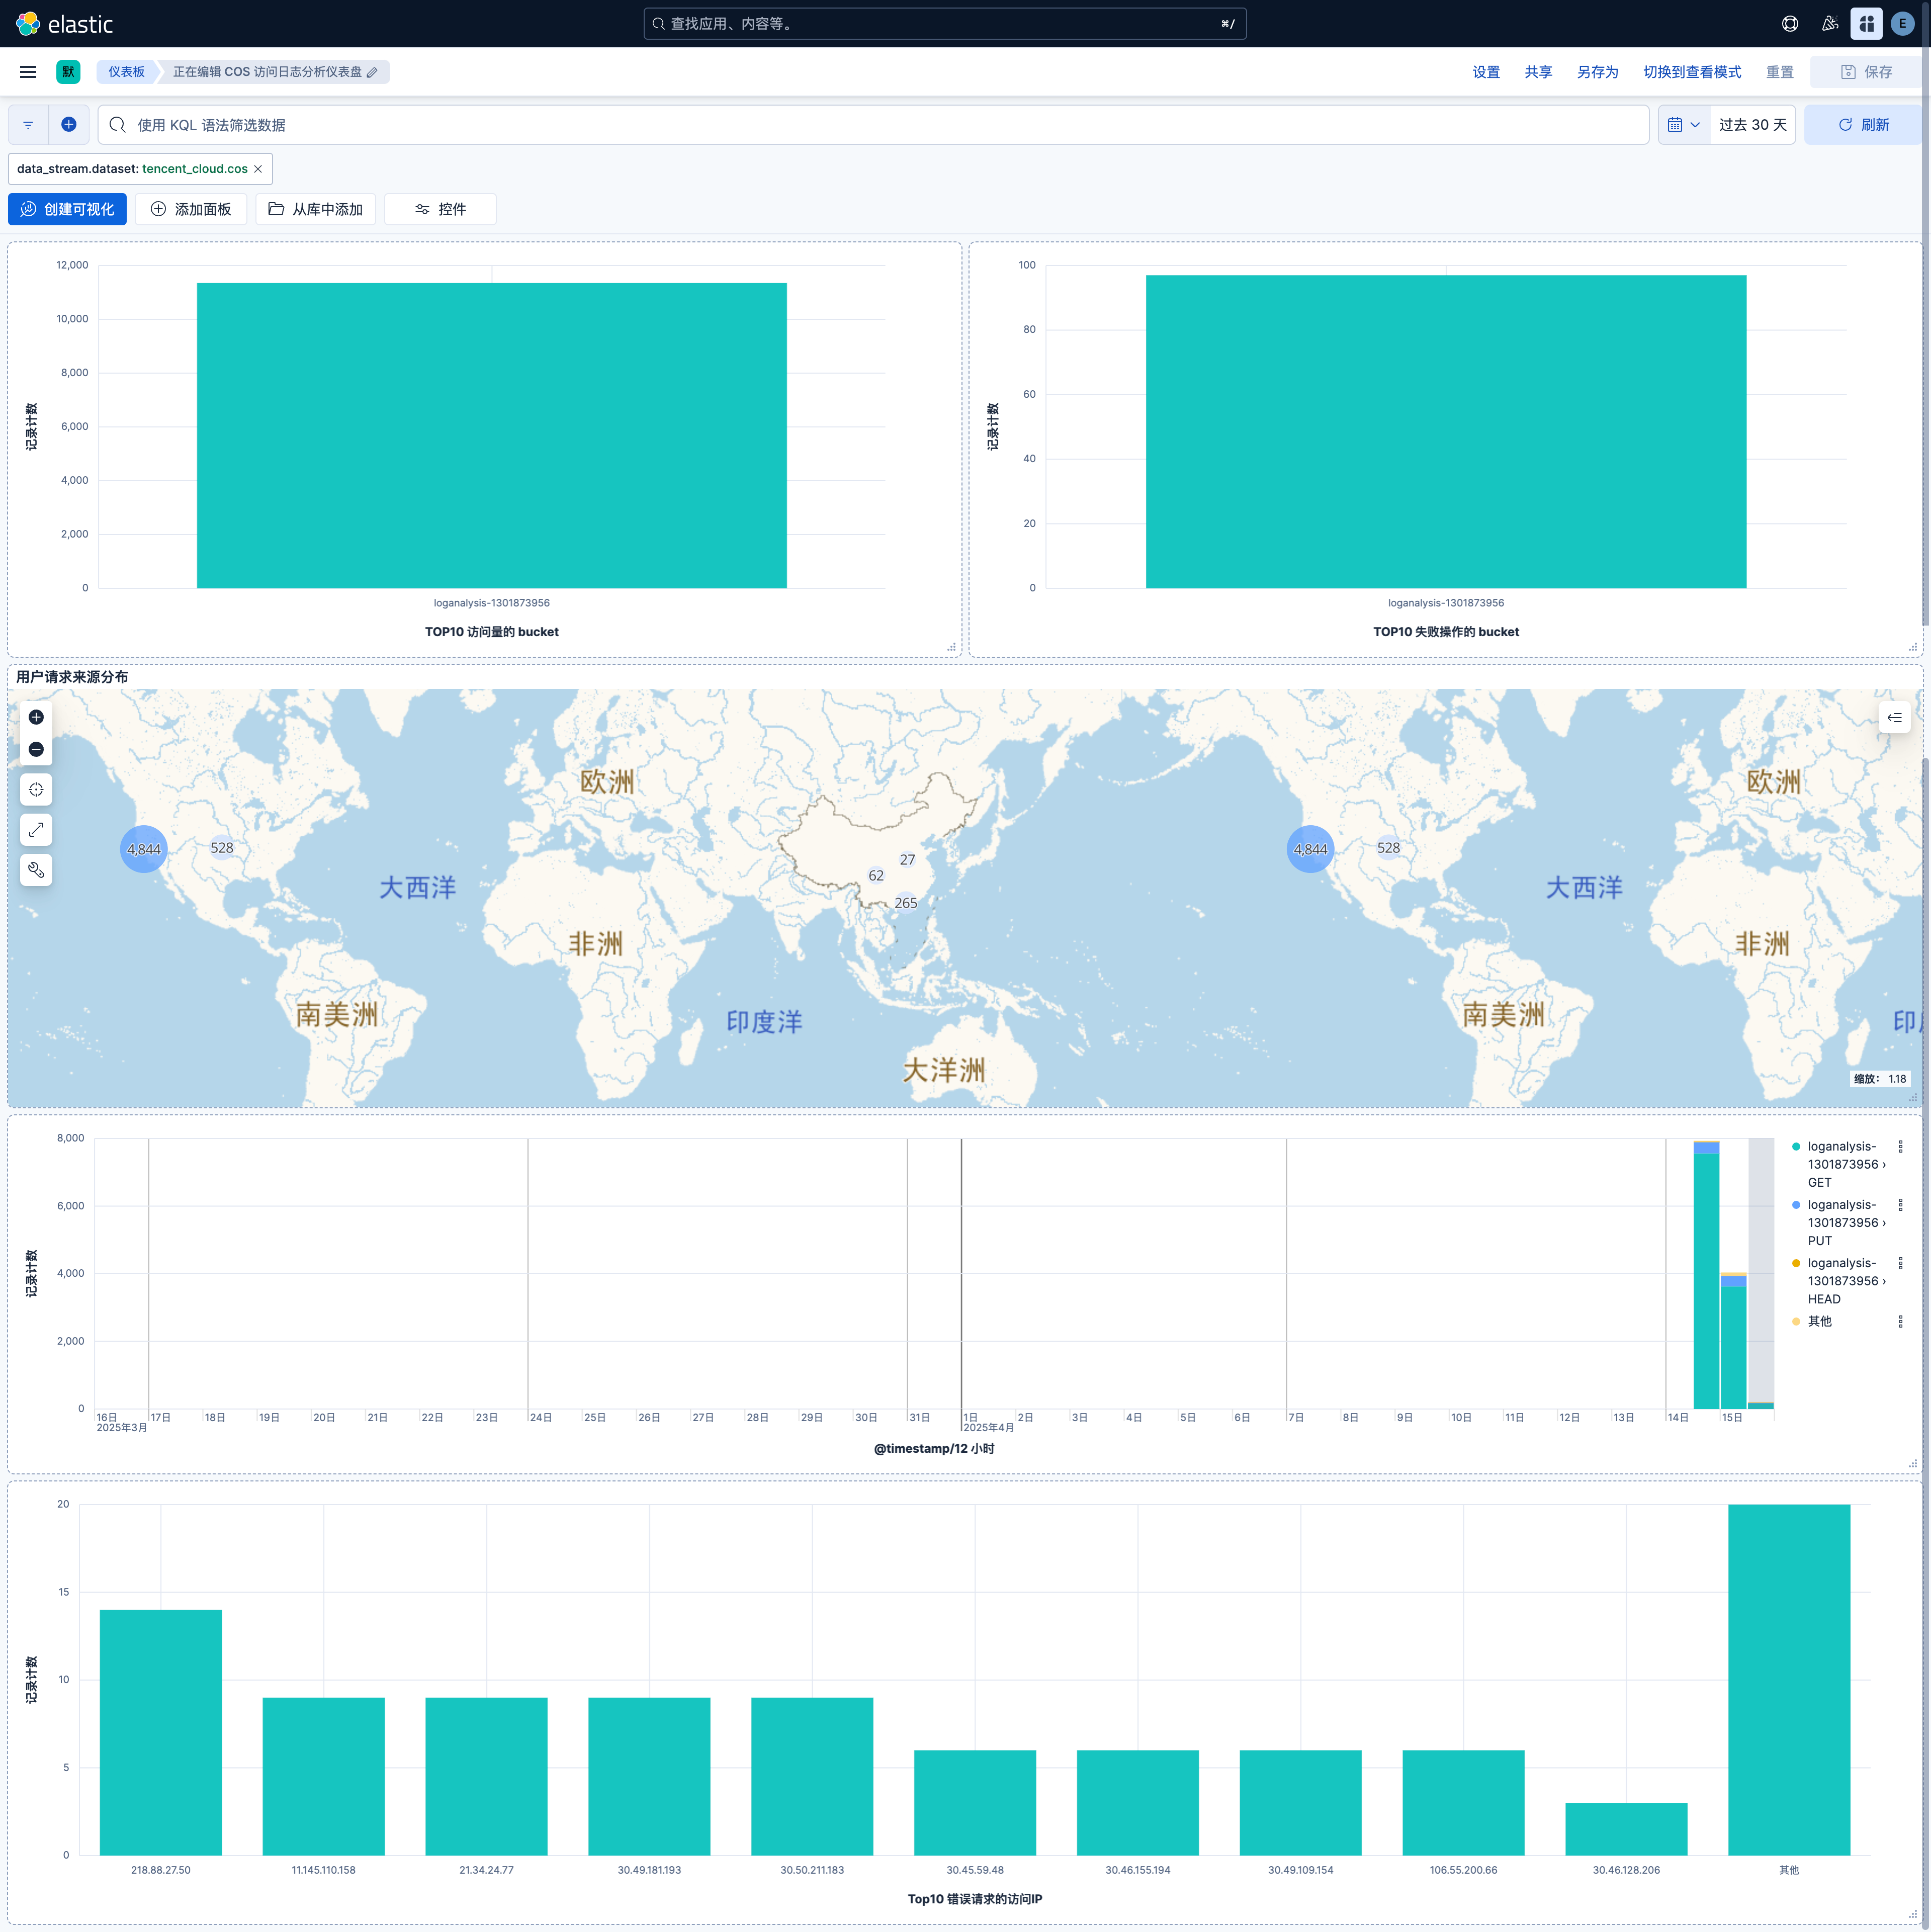 elastic
查找应用、内容等。
⌘/
E
默
仪表板
正在编辑 COS 访问日志分析仪表盘
设置
共享
另存为
切换到查看模式
重置
保存
使用 KQL 语法筛选数据
过去 30 天
刷新
data_stream.dataset: tencent_cloud.cos
创建可视化
添加面板
从库中添加
控件
12,000
10,000
8,000
6,000
4,000
2,000
0
记录计数
loganalysis-1301873956
TOP10 访问量的 bucket
100
80
60
40
20
0
记录计数
loganalysis-1301873956
TOP10 失败操作的 bucket
用户请求来源分布
欧洲
欧洲
4,844
528
27
62
265
4,844
528
大西洋
大西洋
非洲
非洲
南美洲
印度洋
南美洲
印
大洋洲
缩放： 1.18
8,000
6,000
4,000
2,000
0
记录计数
16日
17日
18日
19日
20日
21日
22日
23日
24日
25日
26日
27日
28日
29日
30日
31日
1日
2日
3日
4日
5日
6日
7日
8日
9日
10日
11日
12日
13日
14日
15日
2025年3月
2025年4月
@timestamp/12 小时
loganalysis-
1301873956 ›
GET
loganalysis-
1301873956 ›
PUT
loganalysis-
1301873956 ›
HEAD
其他
20
15
10
5
0
记录计数
218.88.27.50
11.145.110.158
21.34.24.77
30.49.181.193
30.50.211.183
30.45.59.48
30.46.155.194
30.49.109.154
106.55.200.66
30.46.128.206
其他
Top10 错误请求的访问IP